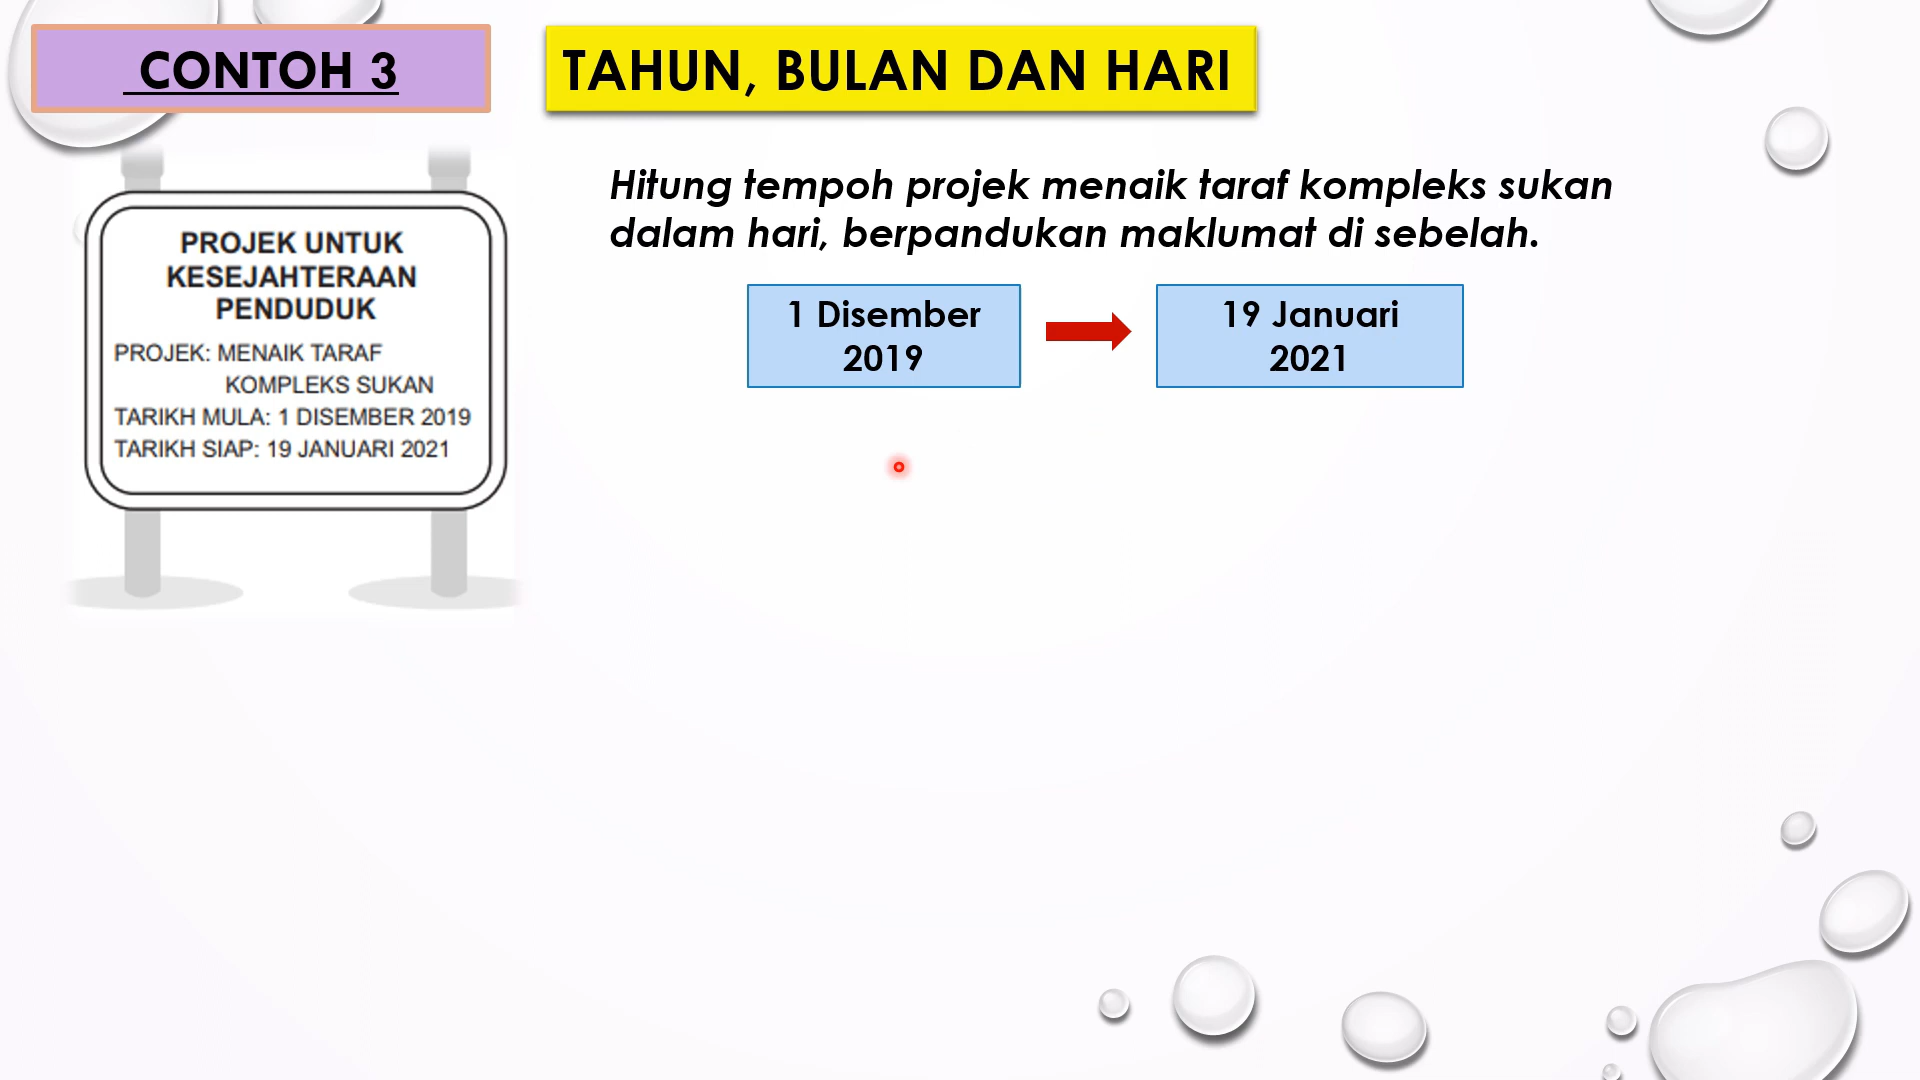 CONTOH 3
TAHUN, BULAN DAN HARI
PROJEK UNTUK
KESEJAHTERAAN
PENDUDUK
PROJEK: MENAIK TARAF
KOMPLEKS SUKAN
TARIKH MULA: 1 DISEMBER 2019
TARIKH SIAP: 19 JANUARI 2021
Hitung tempoh projek menaik taraf kompleks sukan
dalam hari, berpandukan maklumat di sebelah.
1 Disember
2019
19 Januari
2021